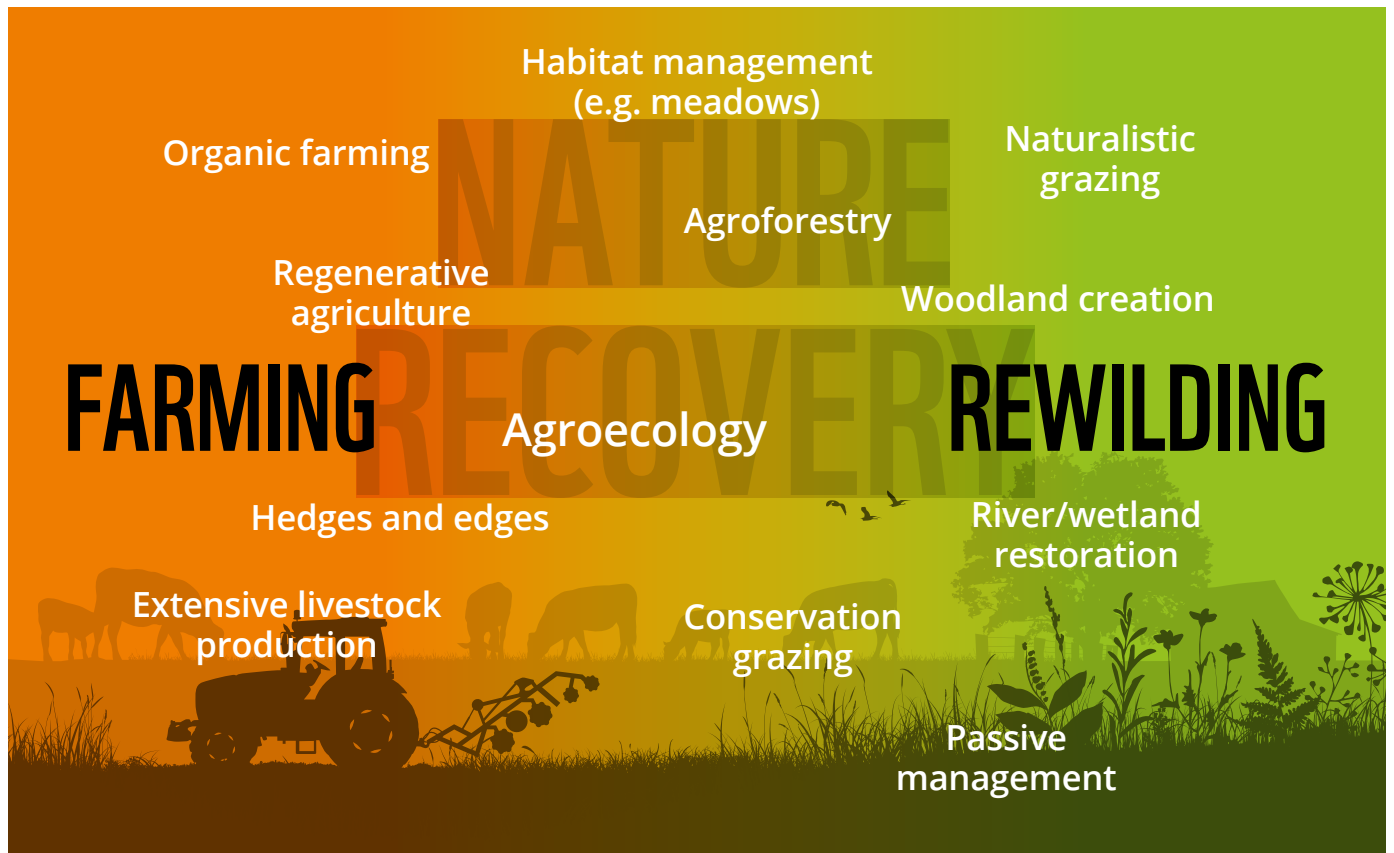 Habitat management
(e.g. meadows)
Organic farming
NATURE
Naturalistic
grazing
Agroforestry
Regenerative
agriculture
Woodland creation
RECOVERY
FARMING
Agroecology
REWILDING
Hedges and edges
River/wetland
restoration
Extensive livestock
production
Conservation
grazing
Passive
management